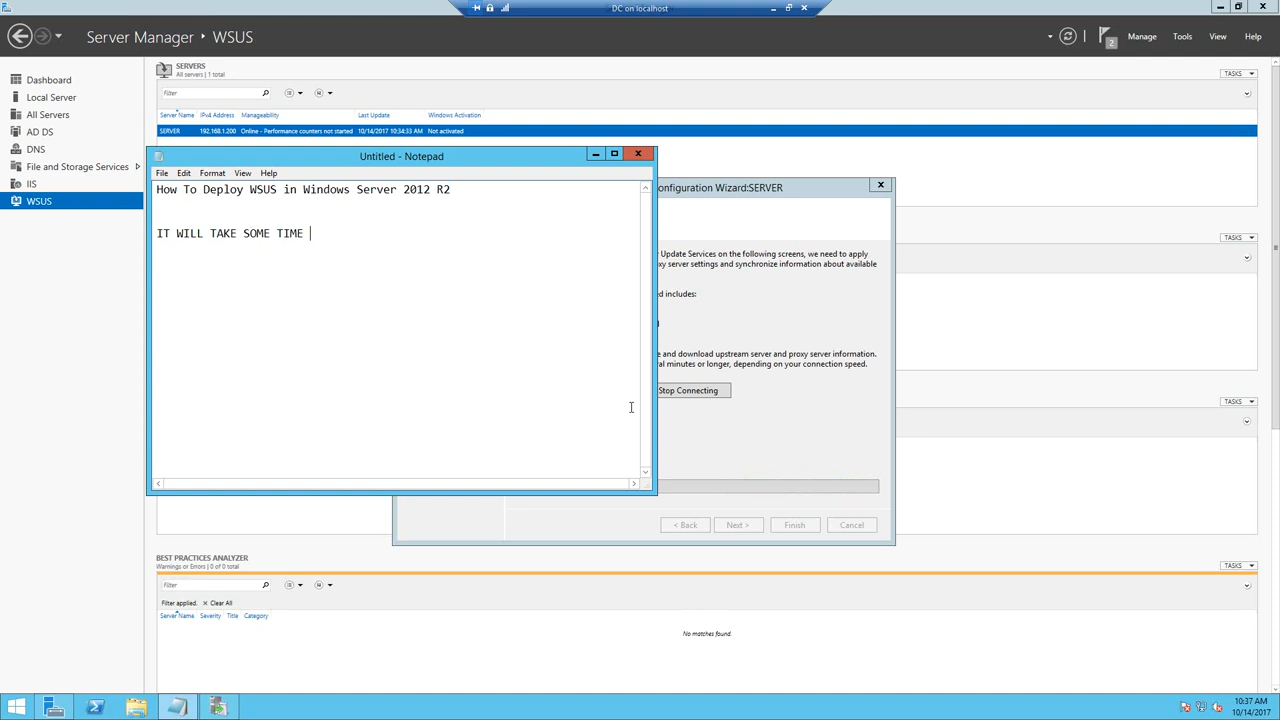 DC on localhost
Server Manager • WSUS
2
Manage
Tools
View
Help
Dashboard
Local Server
All Servers
AD DS
DNS
File and Storage Services
IIS
WSUS
SERVERS
All servers | 1 total
TASKS
Filter
Server Name IPv4 Address Manageability Last Update Windows Activation
SERVER 192.168.1.200 Online - Performance counters not started 10/14/2017 10:34:33 AM Not activated
Untitled - Notepad
File Edit Format View Help
How To Deploy WSUS in Windows Server 2012 R2
IT WILL TAKE SOME TIME
onfiguration Wizard:SERVER
Update Services on the following screens, we need to apply
xy server settings and synchronize information about available
ed includes:
e and download upstream server and proxy server information.
ral minutes or longer, depending on your connection speed.
Stop Connecting
< Back Next > Finish Cancel
TASKS
TASKS
BEST PRACTICES ANALYZER
Warnings or Errors | 0 of 0 total
TASKS
Filter
Filter applied. × Clear All
Server Name Severity Title Category
No matches found.
10:37 AM
10/14/2017